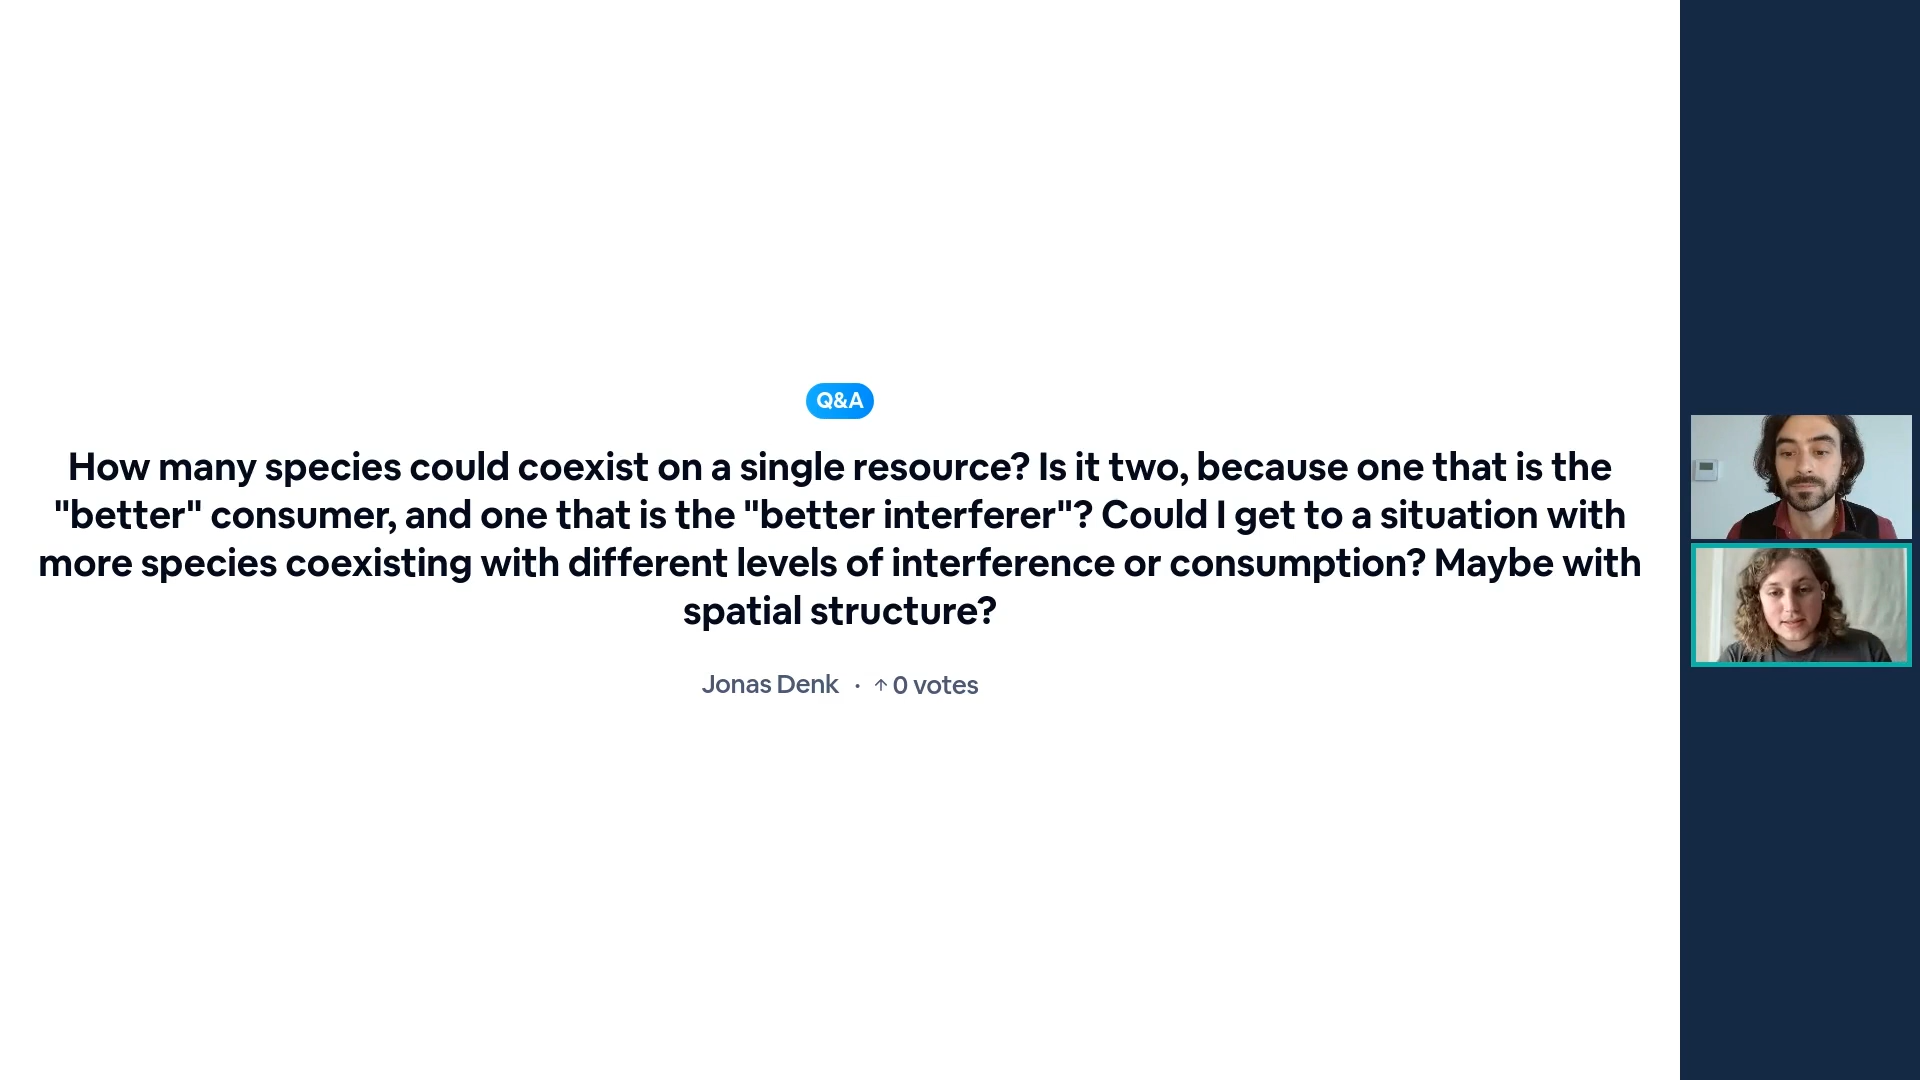 Q&A
How many species could coexist on a single resource? Is it two, because one that is the
"better" consumer, and one that is the "better interferer"? Could I get to a situation with
more species coexisting with different levels of interference or consumption? Maybe with
spatial structure?
Jonas Denk · ↑ 0 votes